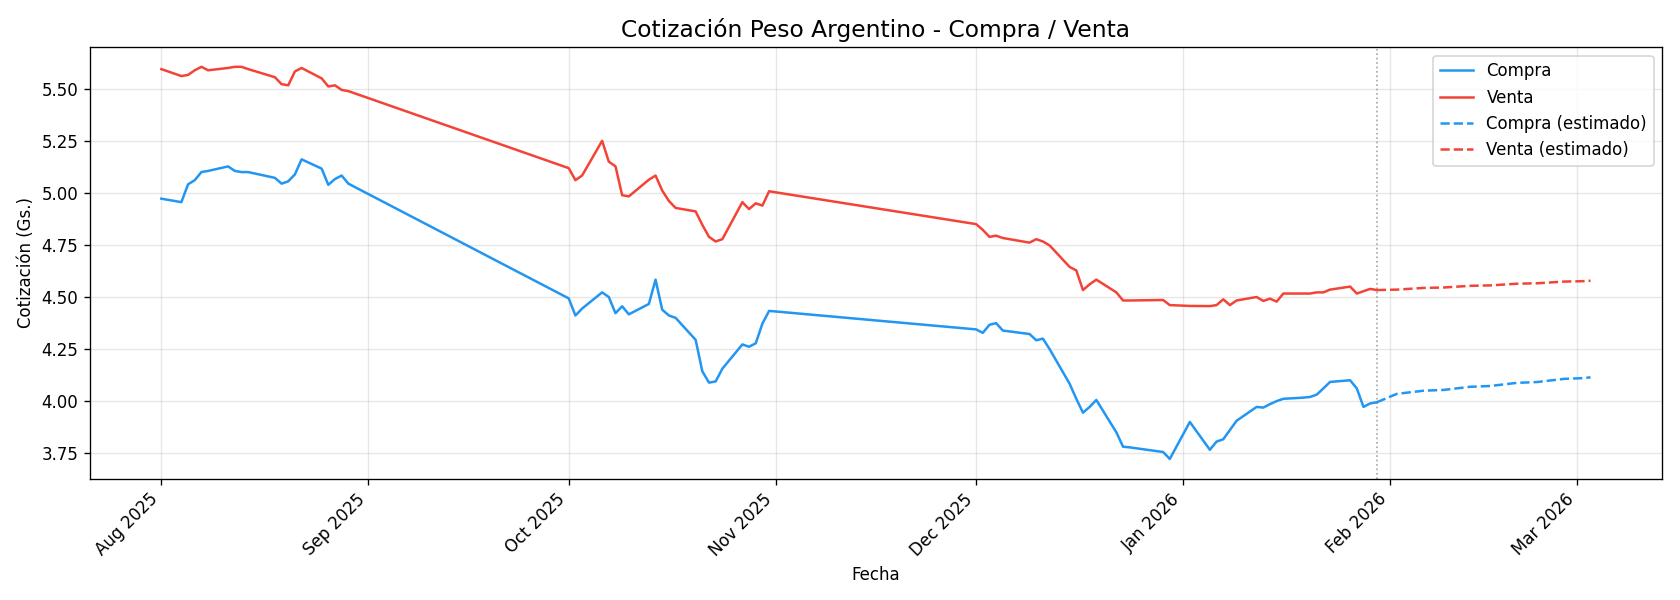 Cotización Peso Argentino - Compra / Venta
Compra
Venta
Compra (estimado)
Venta (estimado)
Cotización (Gs.)
5.50
5.25
5.00
4.75
4.50
4.25
4.00
3.75
Aug 2025
Sep 2025
Oct 2025
Nov 2025
Dec 2025
Jan 2026
Feb 2026
Mar 2026
Fecha